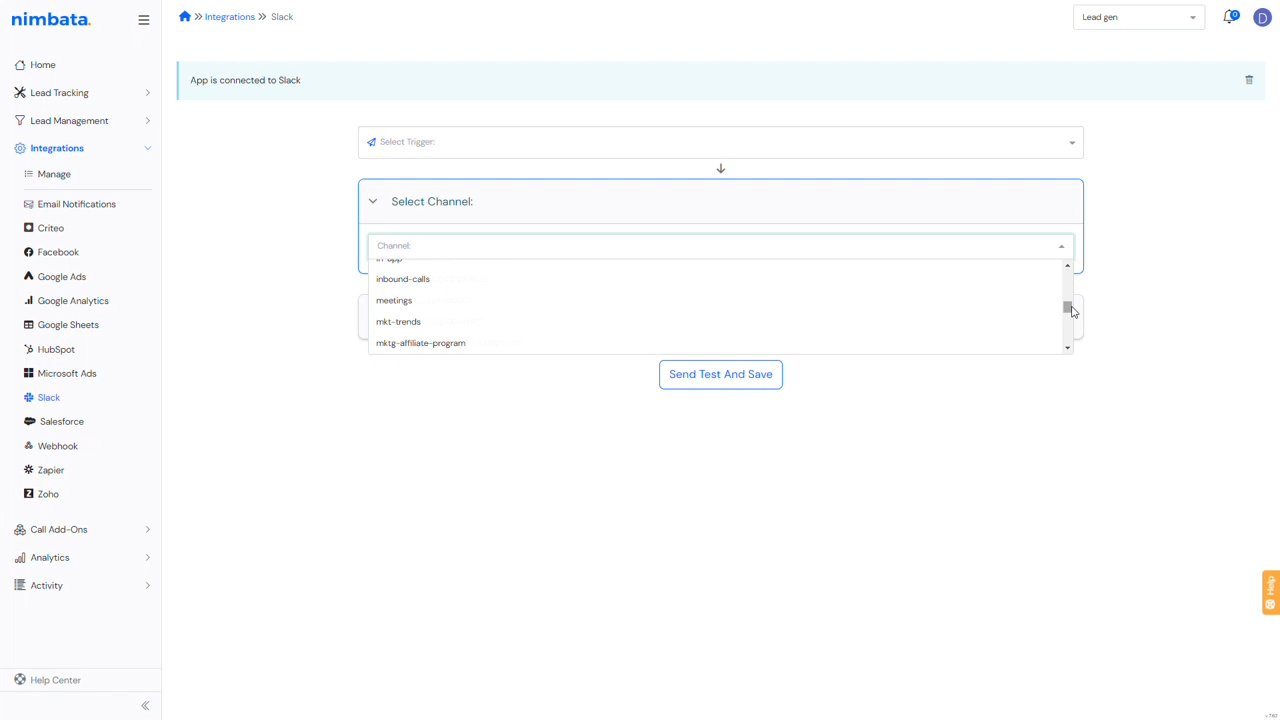 nimbata.
Integrations
Slack
Lead gen
0
D
Home
Lead Tracking
Lead Management
Integrations
Manage
Email Notifications
Criteo
Facebook
Google Ads
Google Analytics
Google Sheets
HubSpot
Microsoft Ads
Slack
Salesforce
Webhook
Zapier
Zoho
Call Add-Ons
Analytics
Activity
Help Center
App is connected to Slack
Select Trigger:
Select Channel:
Channel:
inbound-calls
meetings
mkt-trends
mktg-affiliate-program
Send Test And Save
Help